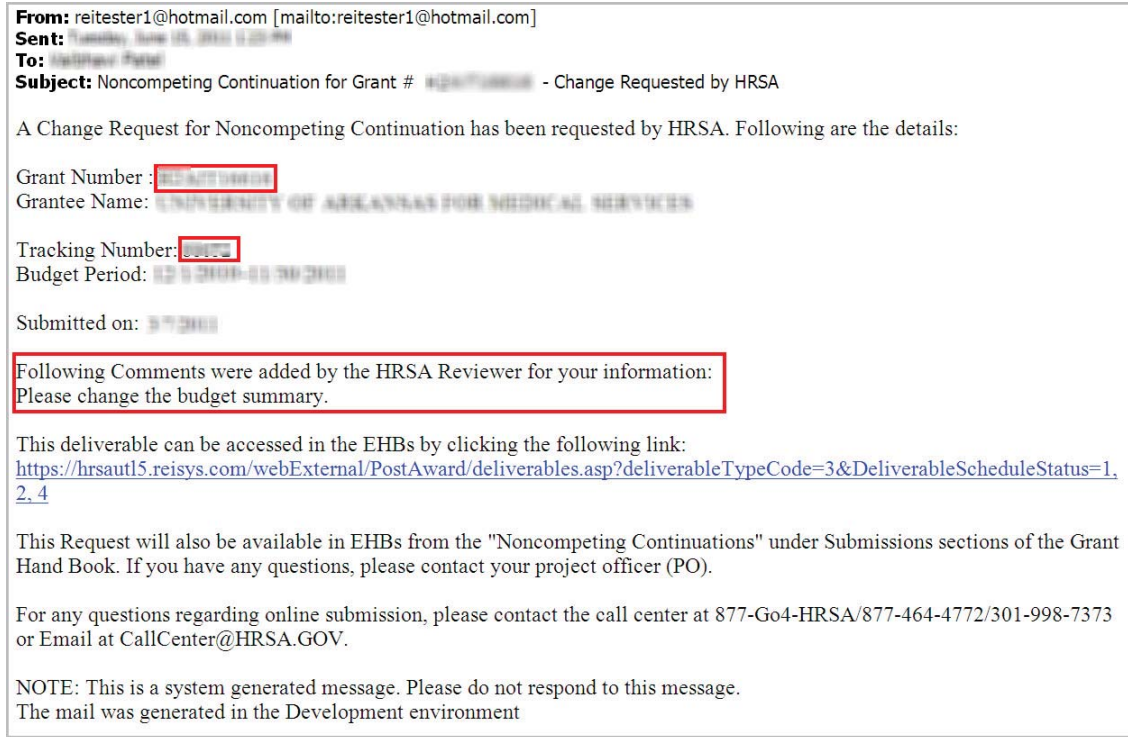 From: reitester1@hotmail.com [mailto:reitester1@hotmail.com]
Sent:
To:
Subject: Noncompeting Continuation for Grant # - Change Requested by HRSA
A Change Request for Noncompeting Continuation has been requested by HRSA. Following are the details:
Grant Number :
Grantee Name:
Tracking Number:
Budget Period:
Submitted on:
Following Comments were added by the HRSA Reviewer for your information:
Please change the budget summary.
This deliverable can be accessed in the EHBs by clicking the following link:
https://hrsautl5.reisys.com/webExternal/PostAward/deliverables.asp?deliverableTypeCode=3&DeliverableScheduleStatus=1,
2, 4
This Request will also be available in EHBs from the "Noncompeting Continuations" under Submissions sections of the Grant
Hand Book. If you have any questions, please contact your project officer (PO).
For any questions regarding online submission, please contact the call center at 877-Go4-HRSA/877-464-4772/301-998-7373
or Email at CallCenter@HRSA.GOV.
NOTE: This is a system generated message. Please do not respond to this message.
The mail was generated in the Development environment